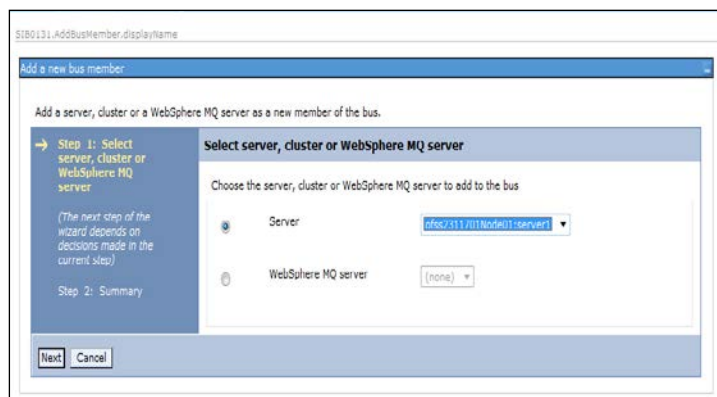 SIB0131.AddBusMember.displayName
Add a new bus member
Add a server, cluster or a WebSphere MQ server as a new member of the bus.
Step 1: Select
server, cluster or
WebSphere MQ
server
(The next step of the
wizard depends on
decisions made in the
current step)
Step 2: Summary
Select server, cluster or WebSphere MQ server
Choose the server, cluster or WebSphere MQ server to add to the bus
Server
ofss2311701Node01:server1
WebSphere MQ server
(none)
Next
Cancel